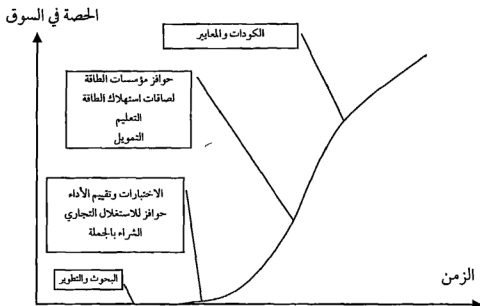 الحصة في السوق
الكودات والمعايير
حوافز مؤسسات الطاقة
لصاقات استهلاك الطاقة
التعليم
التمويل
الاختبارات وتقييم الأداء
حوافز للاستغلال التجاري
الشراء بالجملة
البحوث والتطوير
الزمن